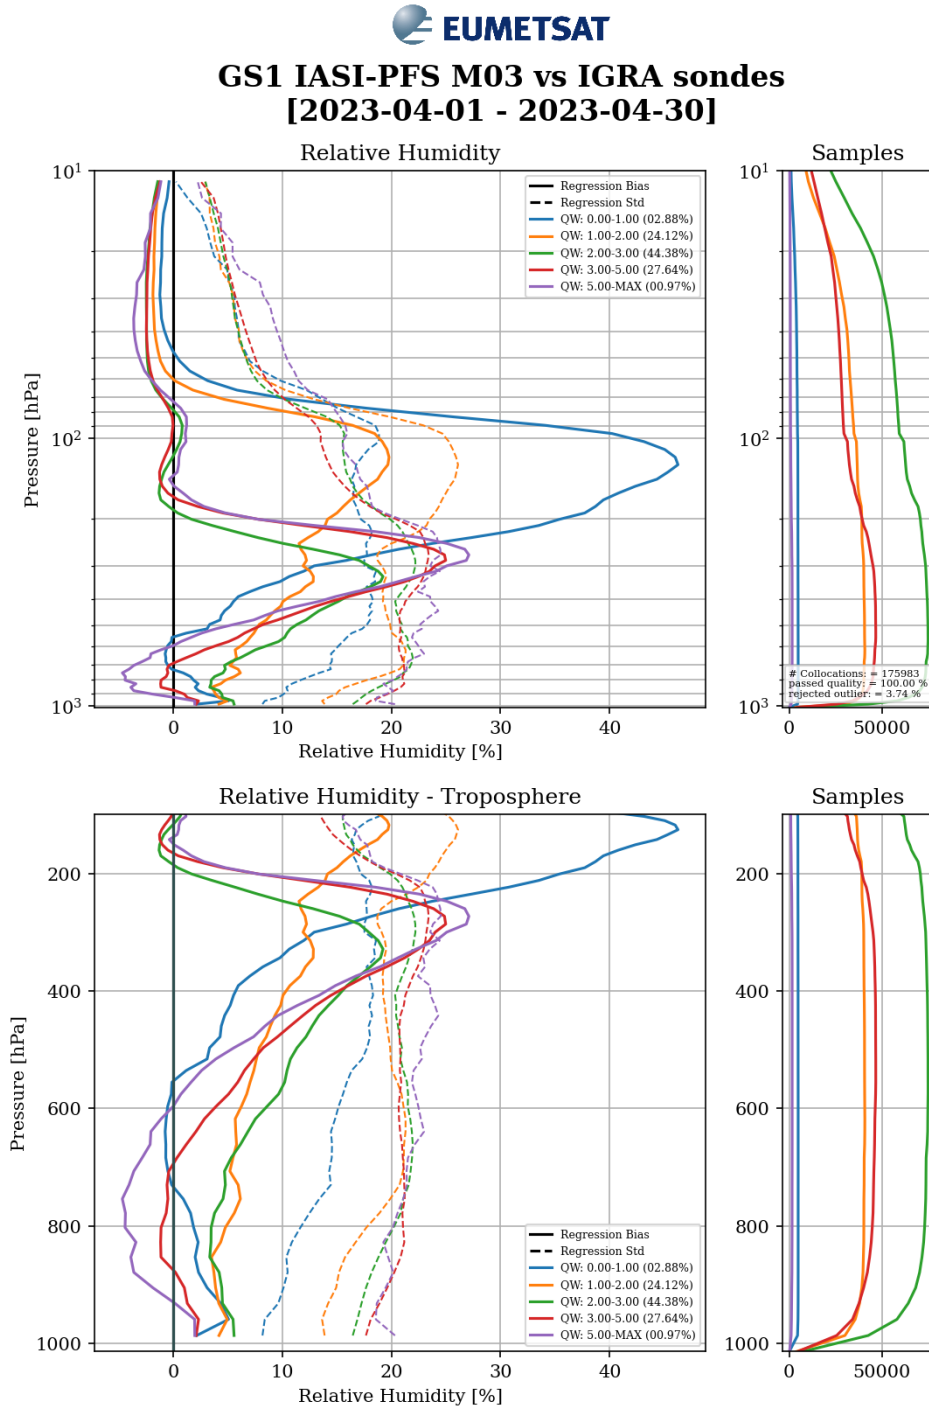 EUMETSAT
GS1 IASI-PFS M03 vs IGRA sondes
[2023-04-01 - 2023-04-30]
Relative Humidity
Samples
10¹
10²
10³
Pressure [hPa]
Regression Bias
Regression Std
QW: 0.00-1.00 (02.88%)
QW: 1.00-2.00 (24.12%)
QW: 2.00-3.00 (44.38%)
QW: 3.00-5.00 (27.64%)
QW: 5.00-MAX (00.97%)
0 10 20 30 40
Relative Humidity [%]
10¹
10²
10³
# Collocations: = 175983
passed quality: = 100.00 %
rejected outlier: = 3.74 %
0 50000
Relative Humidity - Troposphere
Samples
200
400
600
800
1000
Pressure [hPa]
Regression Bias
Regression Std
QW: 0.00-1.00 (02.88%)
QW: 1.00-2.00 (24.12%)
QW: 2.00-3.00 (44.38%)
QW: 3.00-5.00 (27.64%)
QW: 5.00-MAX (00.97%)
0 10 20 30 40
Relative Humidity [%]
200
400
600
800
1000
0 50000